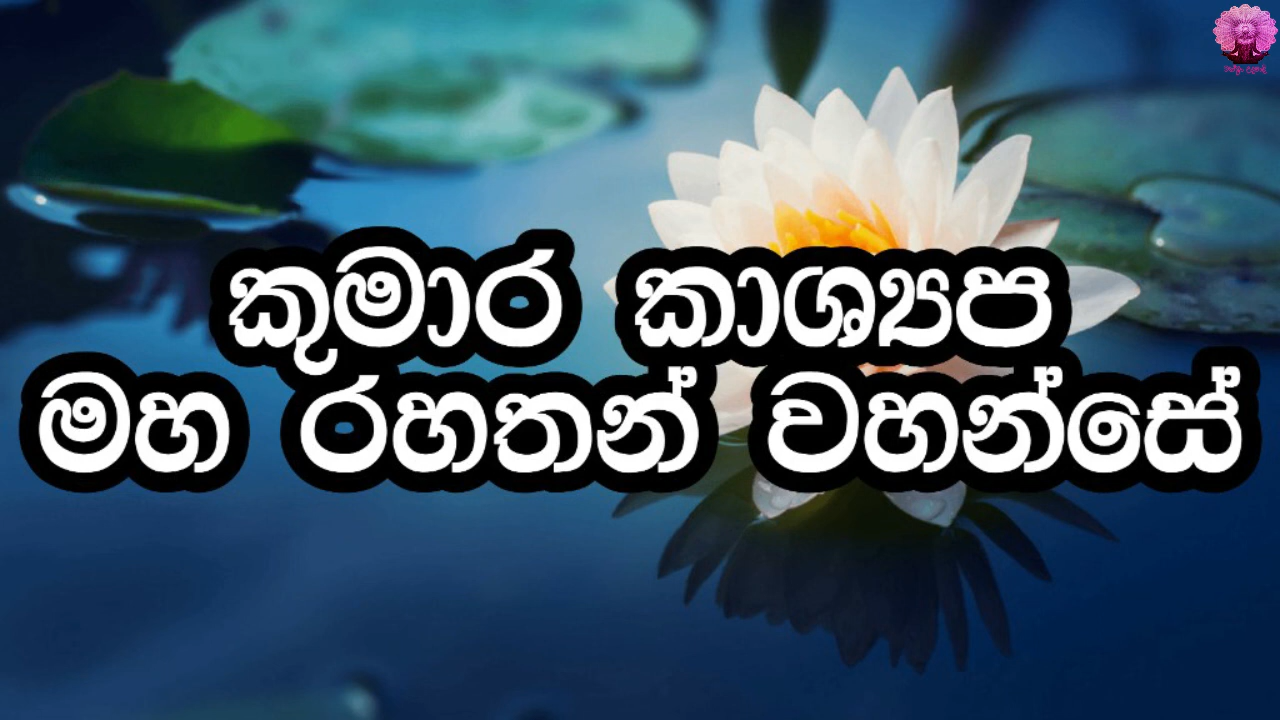 කුමාර කාශ්‍යප
මහ රහතන් වහන්සේ